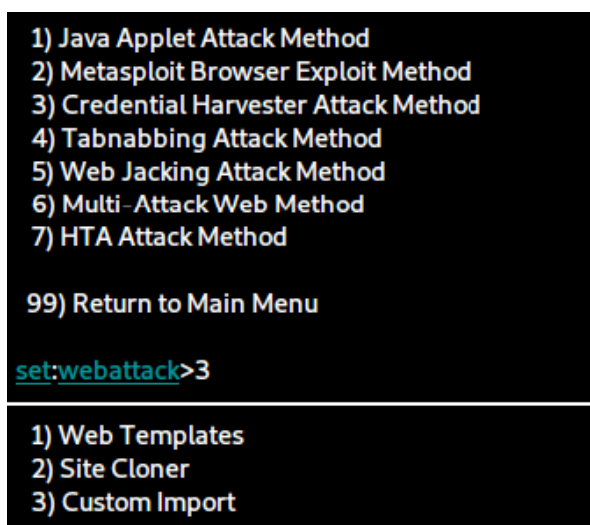 1) Java Applet Attack Method
2) Metasploit Browser Exploit Method
3) Credential Harvester Attack Method
4) Tabnabbing Attack Method
5) Web Jacking Attack Method
6) Multi-Attack Web Method
7) HTA Attack Method
99) Return to Main Menu
set:webattack>3
1) Web Templates
2) Site Cloner
3) Custom Import